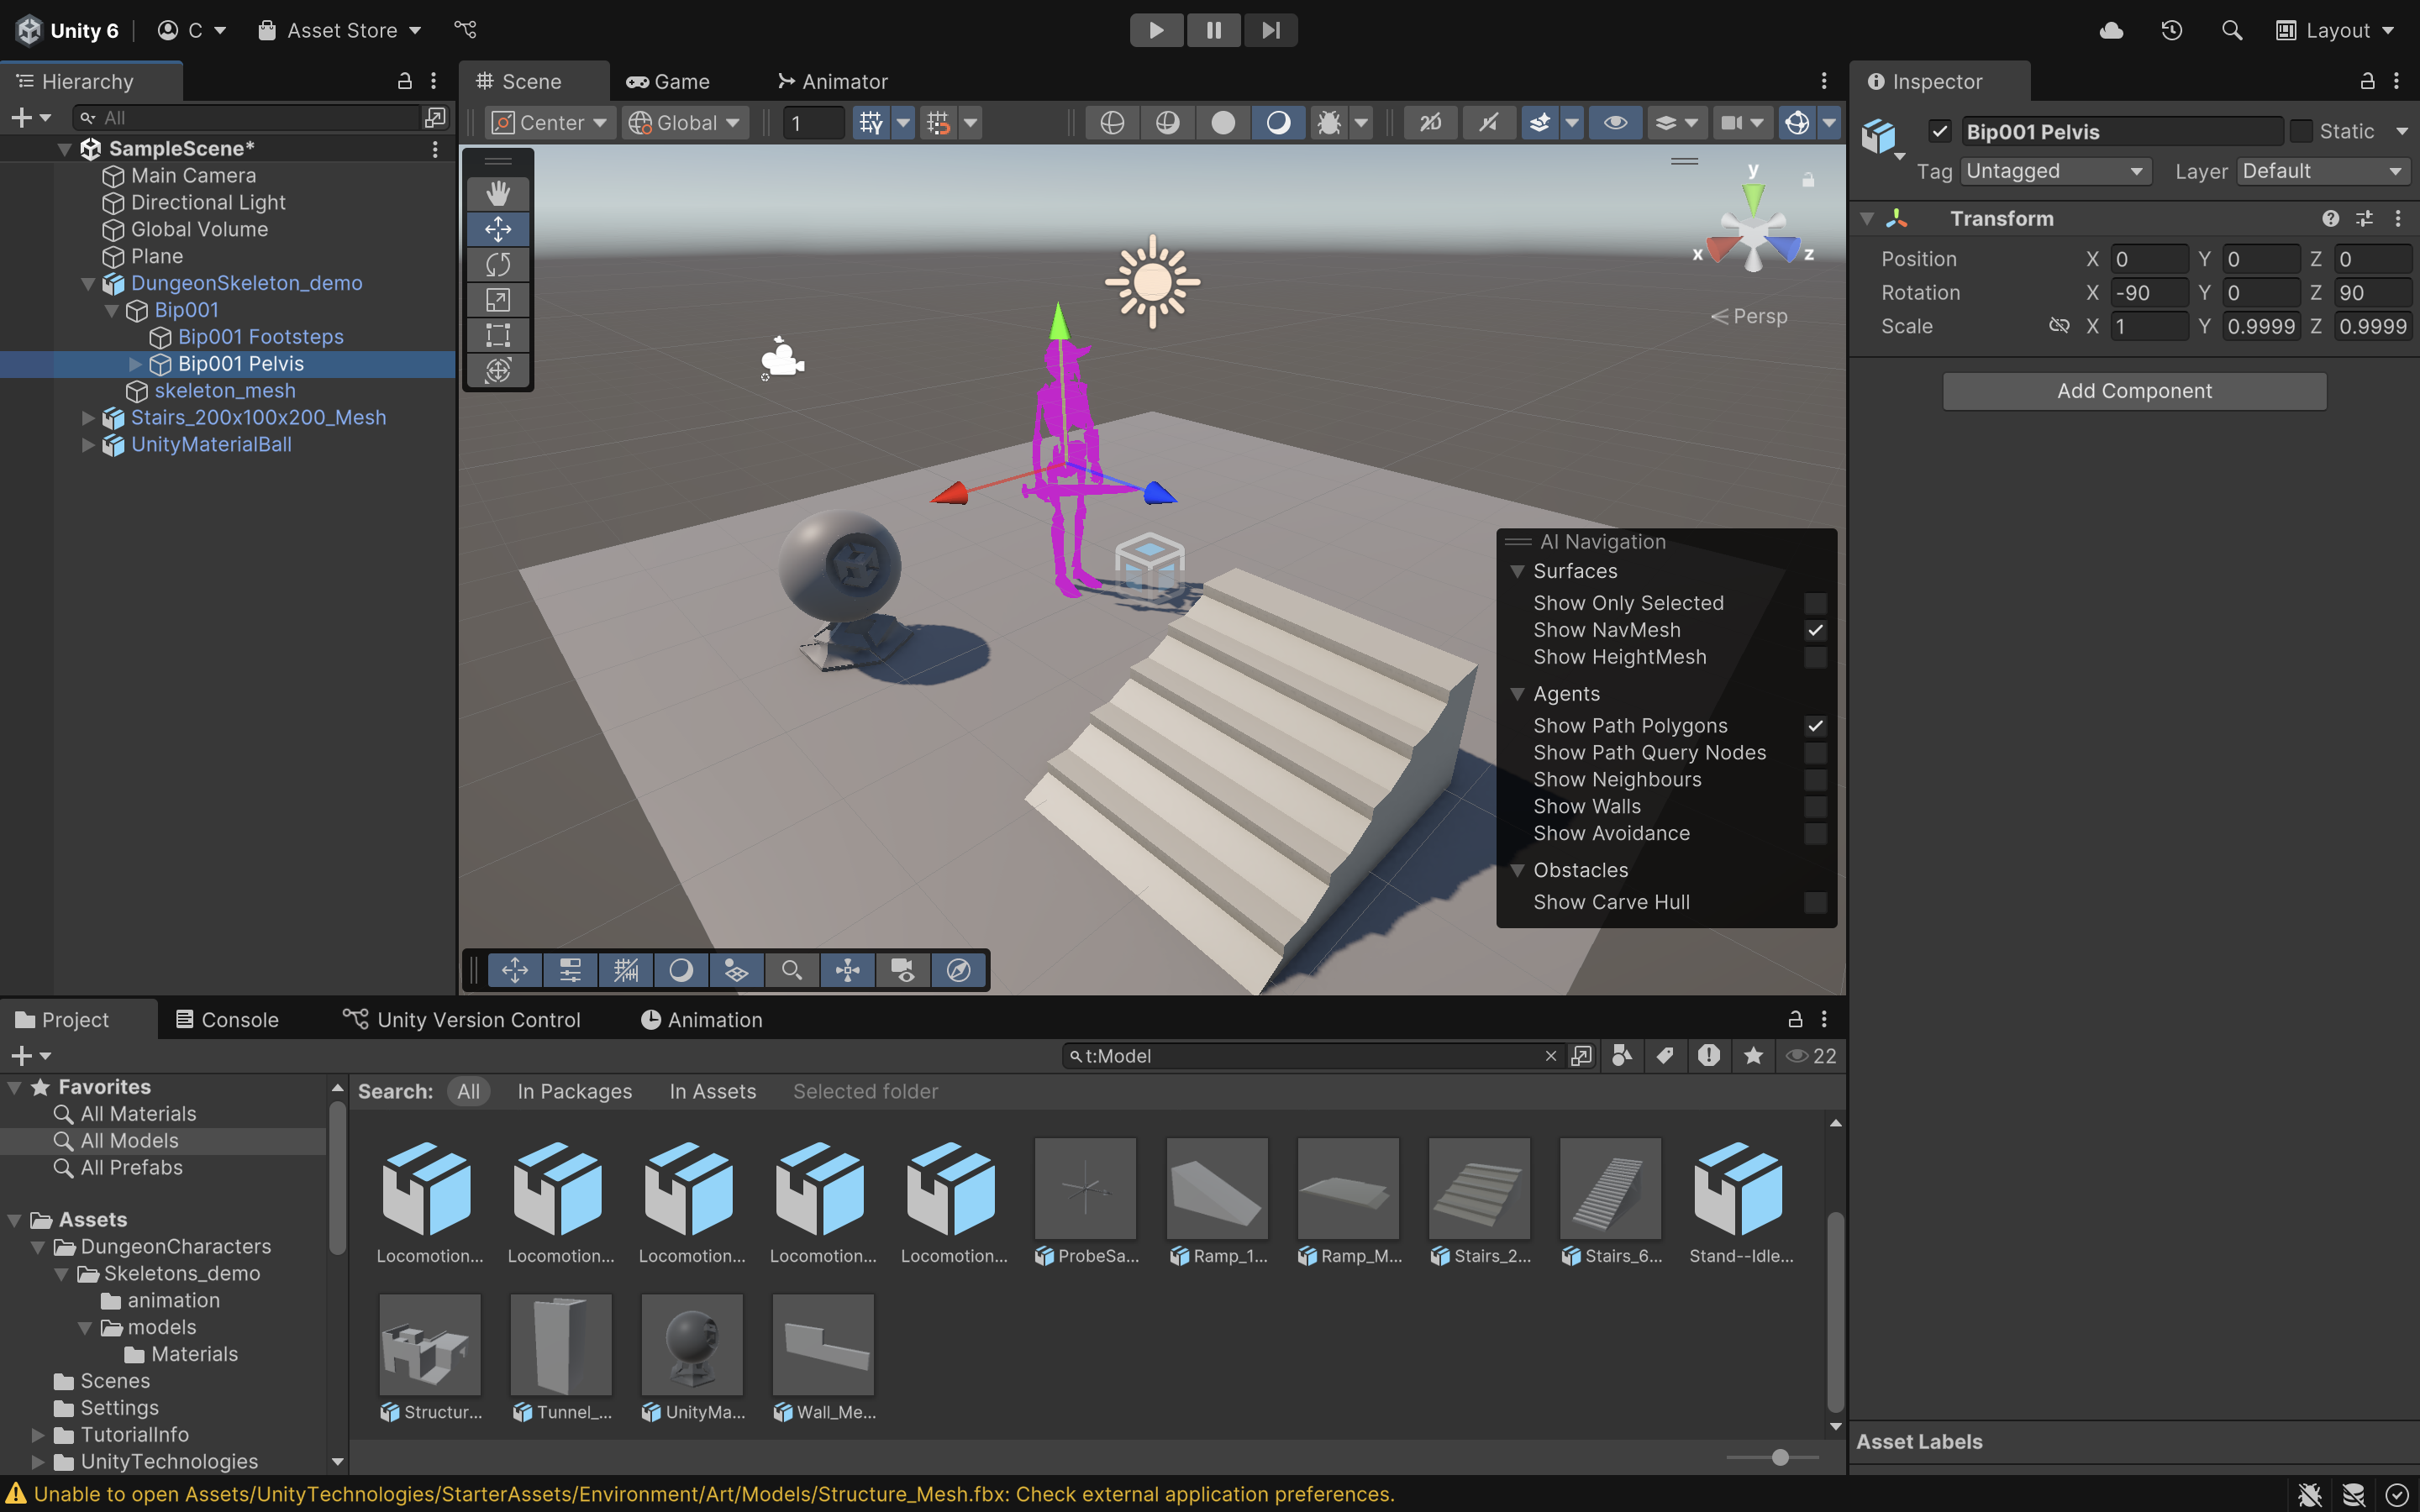 Unity 6
C
Asset Store
Layout
Hierarchy
All
SampleScene*
Main Camera
Directional Light
Global Volume
Plane
DungeonSkeleton_demo
Bip001
Bip001 Footsteps
Bip001 Pelvis
skeleton_mesh
Stairs_200x100x200_Mesh
UnityMaterialBall
Scene
Game
Animator
Center
Global
1
2D
y
x
z
Persp
AI Navigation
Surfaces
Show Only Selected
Show NavMesh
Show HeightMesh
Agents
Show Path Polygons
Show Path Query Nodes
Show Neighbours
Show Walls
Show Avoidance
Obstacles
Show Carve Hull
Inspector
Bip001 Pelvis
Static
Tag Untagged
Layer Default
Transform
Position X 0 Y 0 Z 0
Rotation X -90 Y 0 Z 90
Scale X 1 Y 0.9999 Z 0.9999
Add Component
Asset Labels
Project
Console
Unity Version Control
Animation
t:Model
22
Favorites
All Materials
All Models
All Prefabs
Assets
DungeonCharacters
Skeletons_demo
animation
models
Materials
Scenes
Settings
TutorialInfo
UnityTechnologies
Search: All In Packages In Assets Selected folder
Locomotion... Locomotion... Locomotion... Locomotion... Locomotion... ProbeSa... Ramp_1... Ramp_M... Stairs_2... Stairs_6... Stand--Idle...
Structur... Tunnel_... UnityMa... Wall_Me...
Unable to open Assets/UnityTechnologies/StarterAssets/Environment/Art/Models/Structure_Mesh.fbx: Check external application preferences.